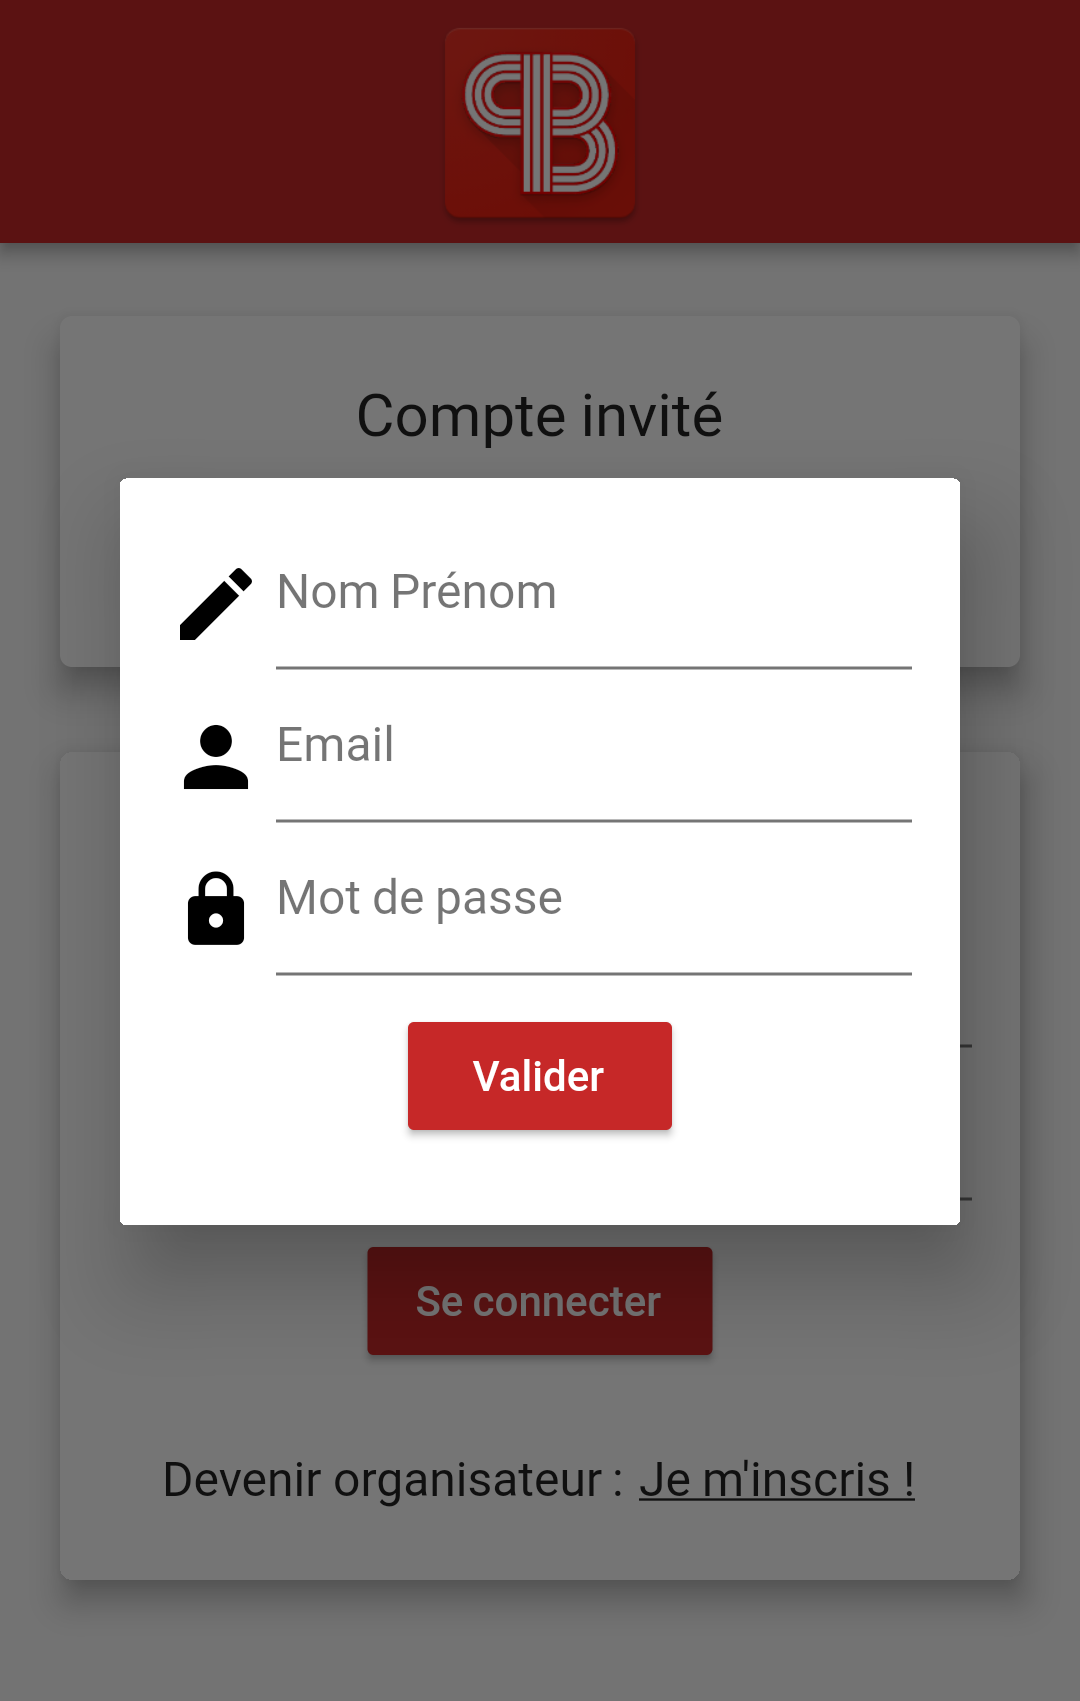 Compte invité
Nom Prénom
Email
Mot de passe
Valider
Se connecter
Devenir organisateur : Je m'inscris !